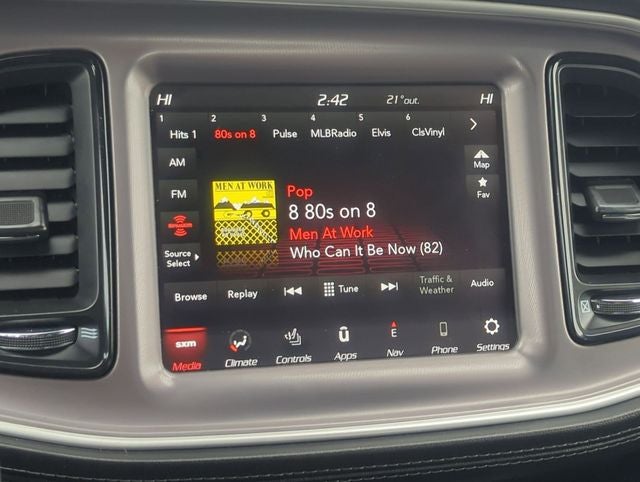 HI 2:42 21°out. HI
1 2 3 4 5 6
Hits 1 80s on 8 Pulse MLBRadio Elvis ClsVinyl
AM
Map
FM
Fav
SiriusXM
Source
Select
MEN AT WORK
Pop
8 80s on 8
Men At Work
Who Can It Be Now (82)
Browse Replay Tune Traffic &
Weather Audio
sxm
Media Climate Controls Apps E
Nav Phone Settings